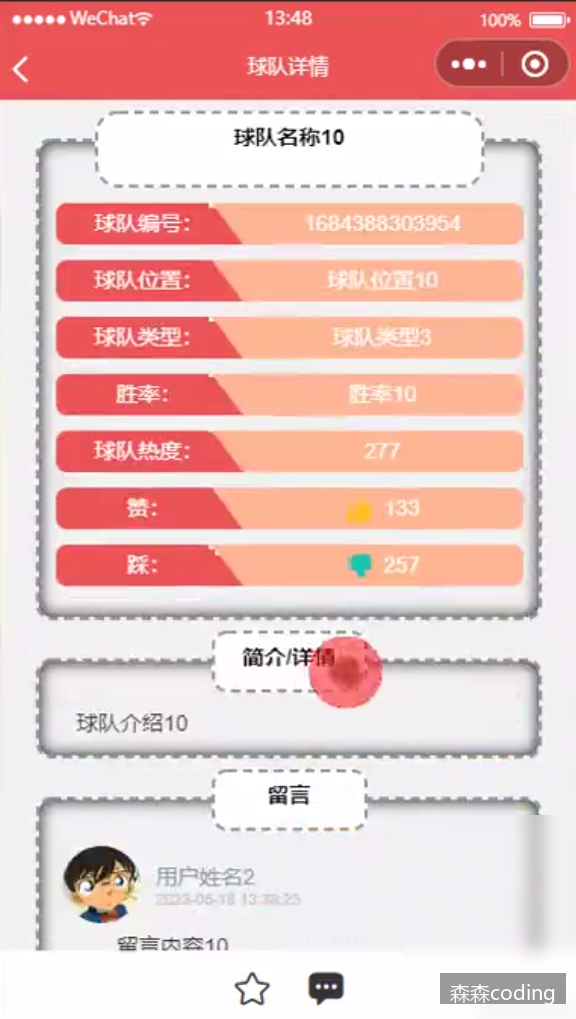 WeChat 13:48 100%
球队详情
球队名称10
球队编号: 1684388303954
球队位置: 球队位置10
球队类型: 球队类型3
胜率: 胜率10
球队热度: 277
赞: 133
踩: 257
简介/详情
球队介绍10
留言
用户姓名2
2023-05-18 13:38:23
留言内容10
森森coding